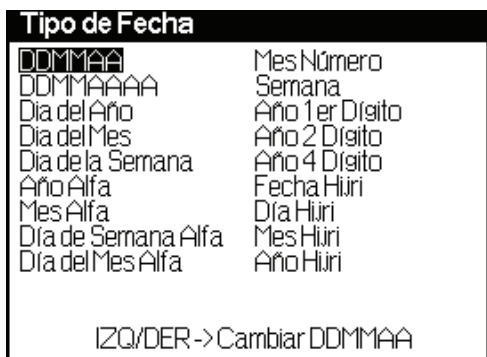 Tipo de Fecha
DDMMAA
DDMMAAAA
Dia del Año
Dia del Mes
Dia de la Semana
Año Alfa
Mes Alfa
Día de Semana Alfa
Día del Mes Alfa
Mes Número
Semana
Año 1er Dígito
Año 2 Dígito
Año 4 Dígito
Fecha Hijri
Día Hijri
Mes Hijri
Año Hijri
IZQ/DER->Cambiar DDMMAA